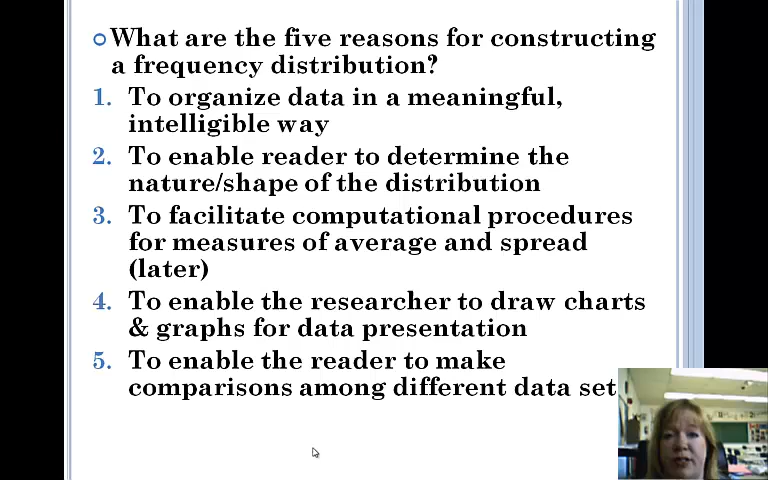 What are the five reasons for constructing
a frequency distribution?
1. To organize data in a meaningful,
intelligible way
2. To enable reader to determine the
nature/shape of the distribution
3. To facilitate computational procedures
for measures of average and spread
(later)
4. To enable the researcher to draw charts
& graphs for data presentation
5. To enable the reader to make
comparisons among different data set